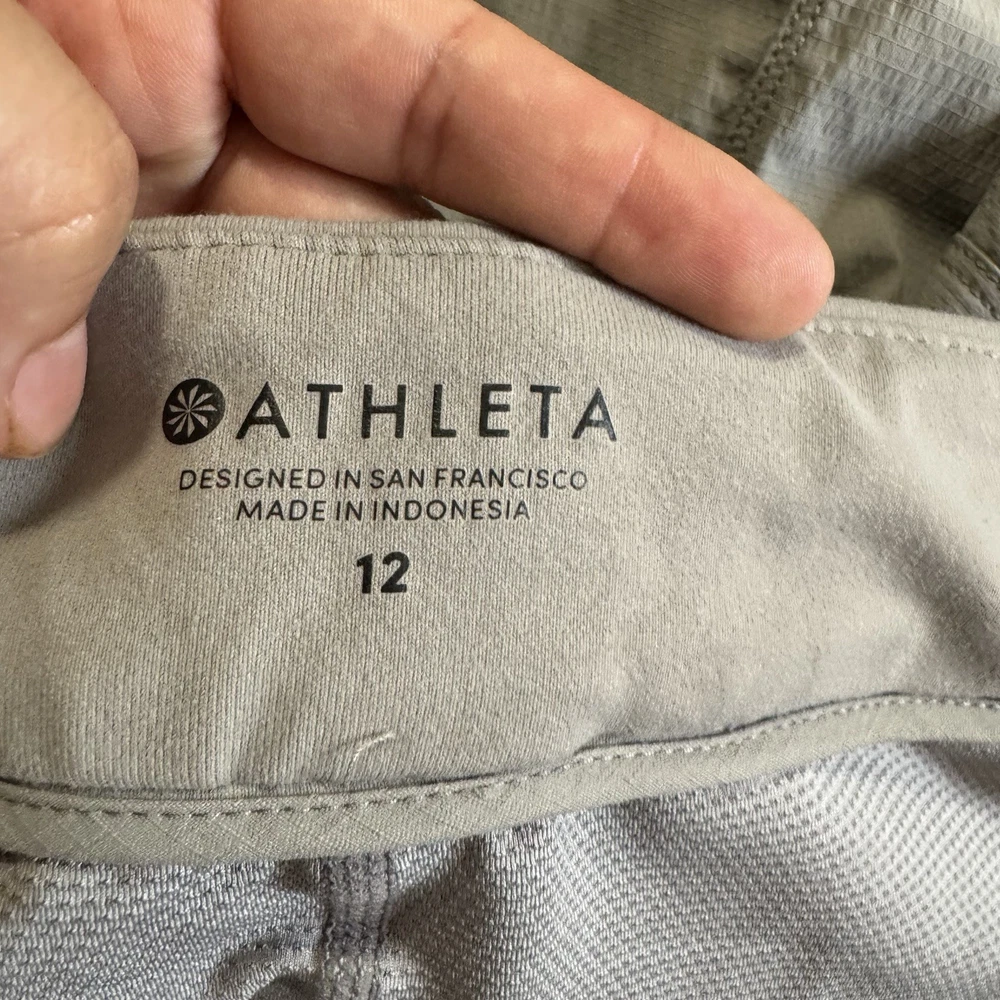 ATHLETA
DESIGNED IN SAN FRANCISCO
MADE IN INDONESIA
12